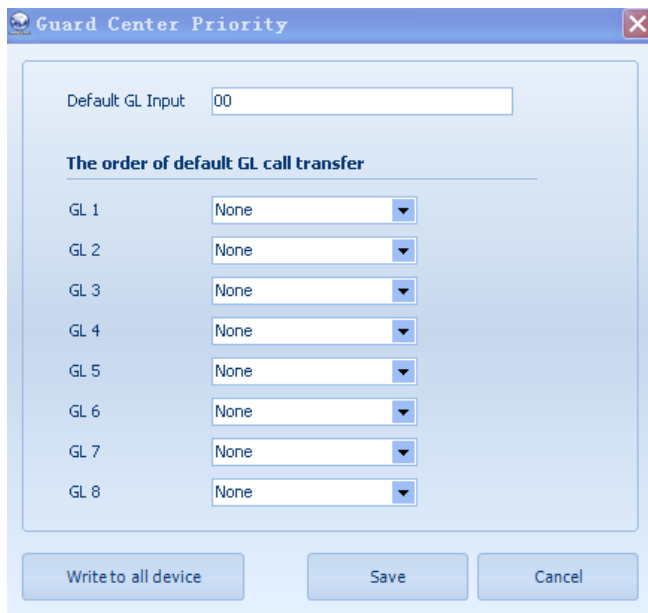 Guard Center Priority
Default GL Input 00
The order of default GL call transfer
GL 1 None
GL 2 None
GL 3 None
GL 4 None
GL 5 None
GL 6 None
GL 7 None
GL 8 None
Write to all device Save Cancel